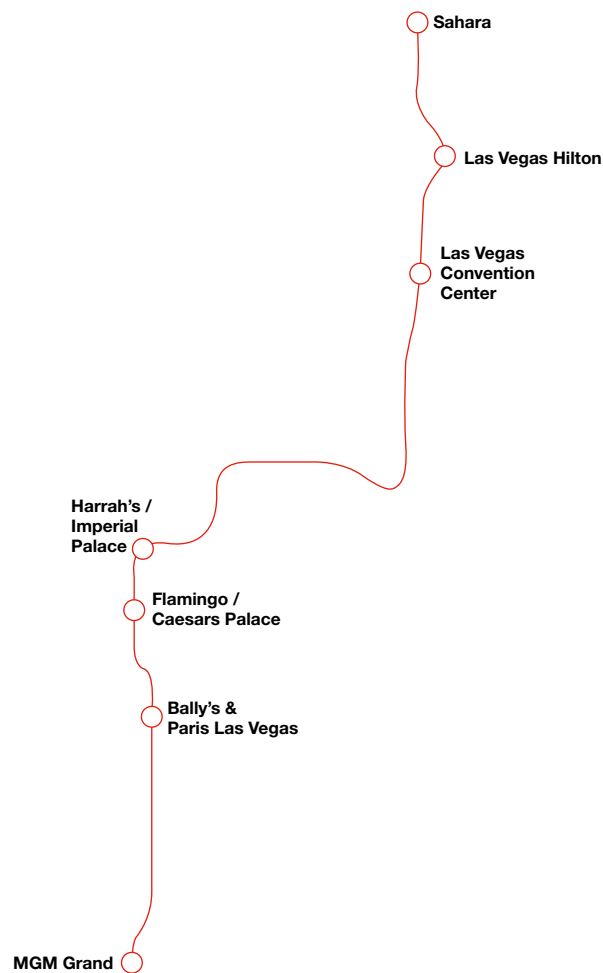 Sahara
Las Vegas Hilton
Las Vegas
Convention
Center
Harrah's /
Imperial
Palace
Flamingo /
Caesars Palace
Bally's &
Paris Las Vegas
MGM Grand